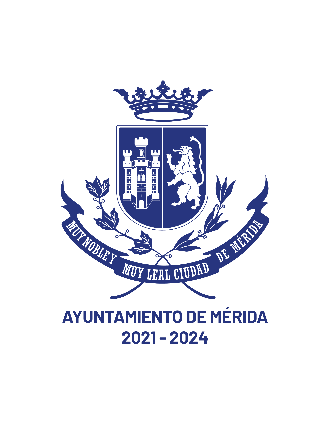 MUY NOBLE Y MUY LEAL CIUDAD DE MÉRIDA
AYUNTAMIENTO DE MÉRIDA
2021 - 2024